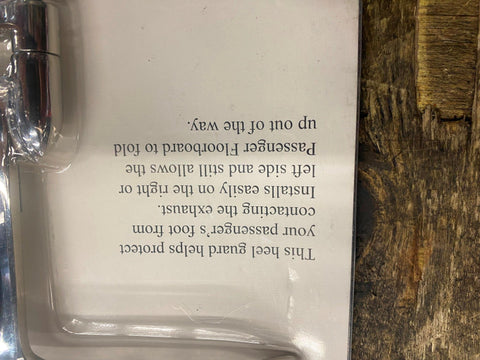 This heel guard helps protect
your passenger's foot from
contacting the exhaust.
Installs easily on the right or
left side and still allows the
Passenger Floorboard to fold
up out of the way.